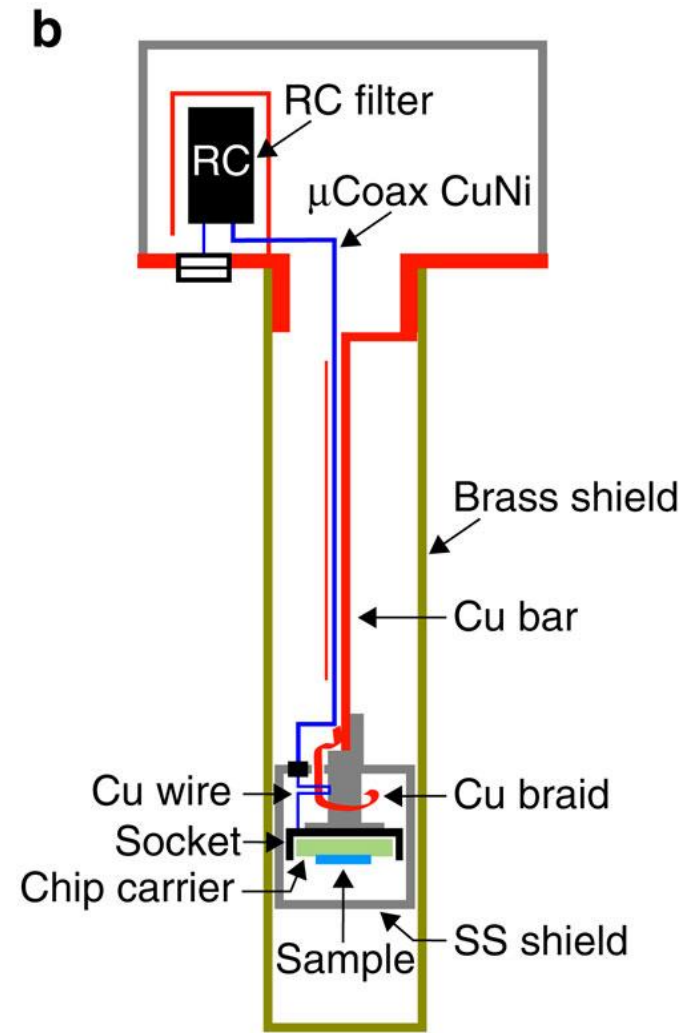 b
RC filter
RC
μCoax CuNi
Brass shield
Cu bar
Cu wire
Cu braid
Socket
Chip carrier
SS shield
Sample